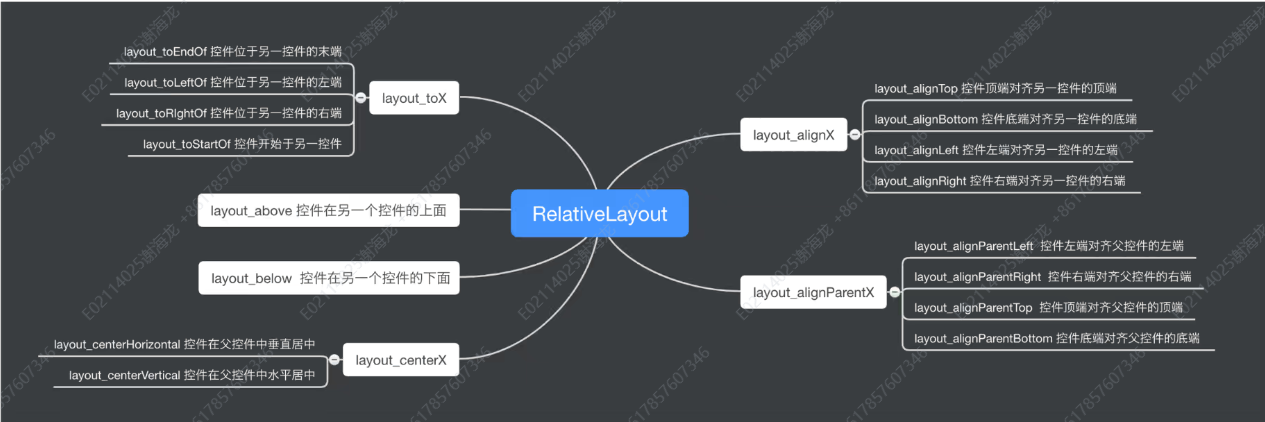 layout_toEndOf 控件位于另一控件的末端
layout_toLeftOf 控件位于另一控件的左端
layout_toRIghtOf 控件位于另一控件的右端
layout_toStartOf 控件开始于另一控件
layout_toX
layout_above 控件在另一个控件的上面
layout_below 控件在另一个控件的下面
layout_centerHorizontal 控件在父控件中垂直居中
layout_centerVertical 控件在父控件中水平居中
layout_centerX
RelativeLayout
layout_alignX
layout_alignTop 控件顶端对齐另一控件的顶端
layout_alignBottom 控件底端对齐另一控件的底端
layout_alignLeft 控件左端对齐另一控件的左端
layout_alignRight 控件右端对齐另一控件的右端
layout_alignParentX
layout_alignParentLeft 控件左端对齐父控件的左端
layout_alignParentRight 控件右端对齐父控件的右端
layout_alignParentTop 控件顶端对齐父控件的顶端
layout_alignParentBottom 控件底端对齐父控件的底端
E02114025谢海龙 +8617857607346